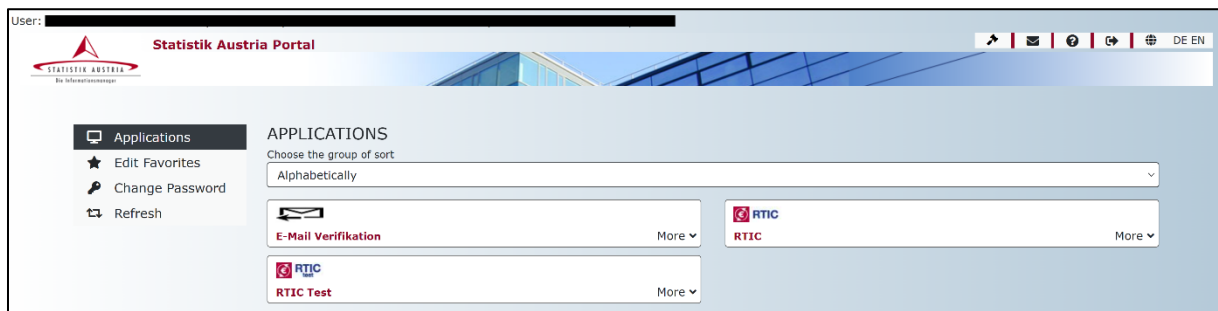 User:
Statistik Austria Portal
DE EN
STATISTIK AUSTRIA
Die Informationsmanager
Applications
Edit Favorites
Change Password
Refresh
APPLICATIONS
Choose the group of sort
Alphabetically
E-Mail Verifikation More
RTIC
RTIC More
RTIC
test
RTIC Test More